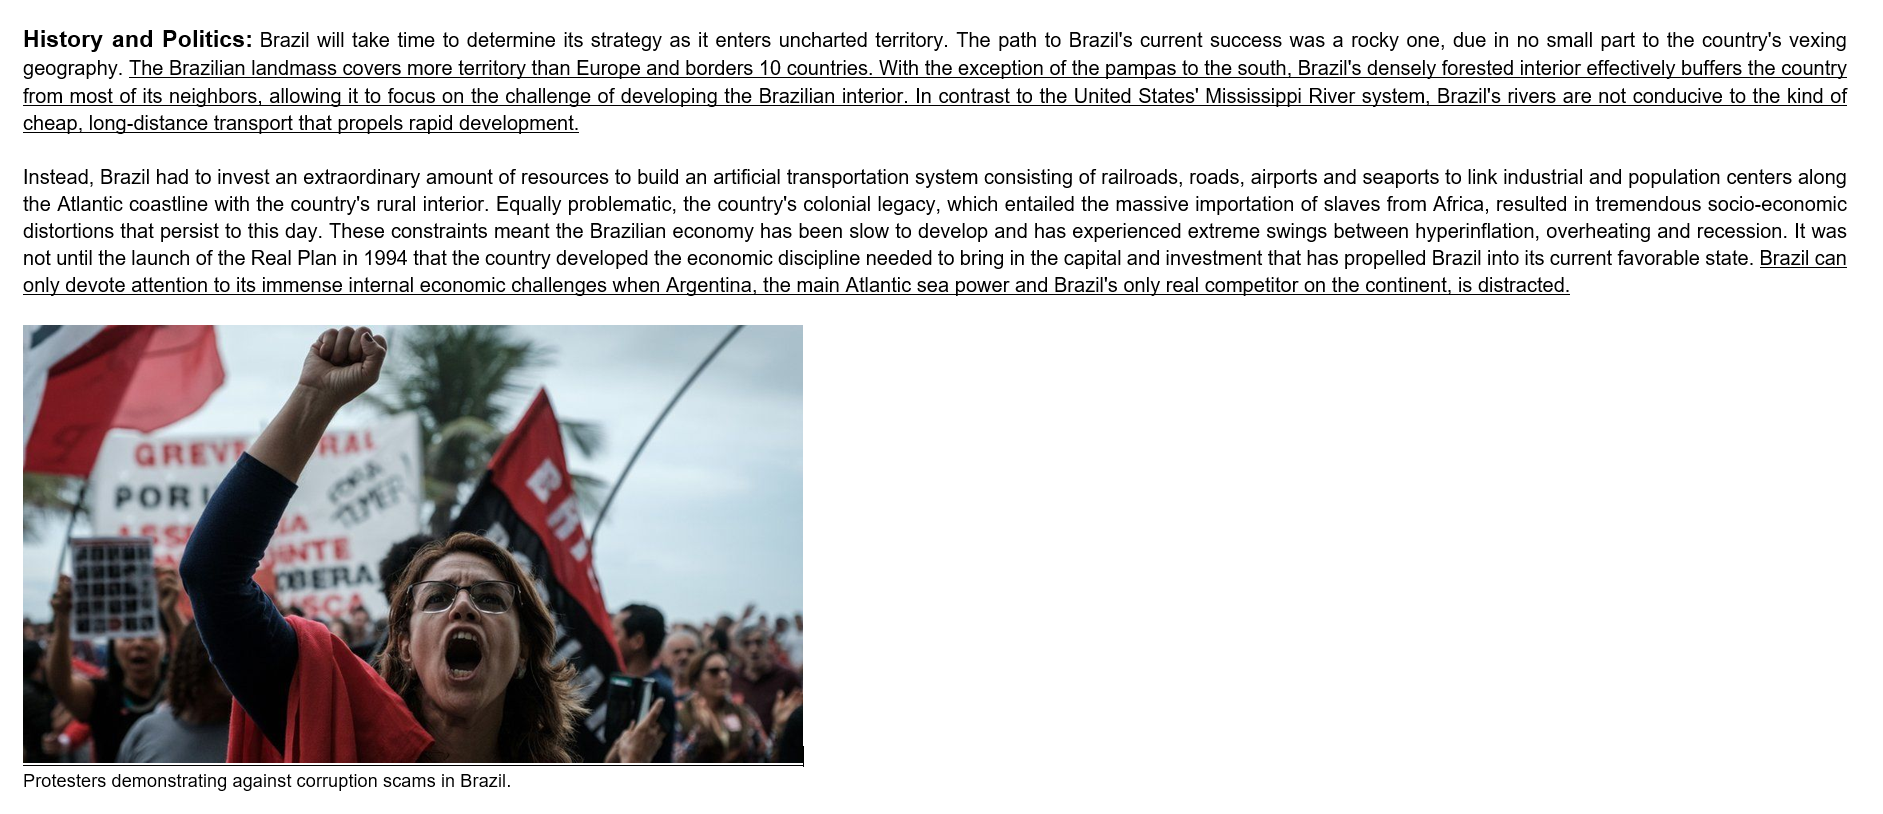 History and Politics: Brazil will take time to determine its strategy as it enters uncharted territory. The path to Brazil's current success was a rocky one, due in no small part to the country's vexing
geography. The Brazilian landmass covers more territory than Europe and borders 10 countries. With the exception of the pampas to the south, Brazil's densely forested interior effectively buffers the country
from most of its neighbors, allowing it to focus on the challenge of developing the Brazilian interior. In contrast to the United States' Mississippi River system, Brazil's rivers are not conducive to the kind of
cheap, long-distance transport that propels rapid development.
Instead, Brazil had to invest an extraordinary amount of resources to build an artificial transportation system consisting of railroads, roads, airports and seaports to link industrial and population centers along
the Atlantic coastline with the country's rural interior. Equally problematic, the country's colonial legacy, which entailed the massive importation of slaves from Africa, resulted in tremendous socio-economic
distortions that persist to this day. These constraints meant the Brazilian economy has been slow to develop and has experienced extreme swings between hyperinflation, overheating and recession. It was
not until the launch of the Real Plan in 1994 that the country developed the economic discipline needed to bring in the capital and investment that has propelled Brazil into its current favorable state. Brazil can
only devote attention to its immense internal economic challenges when Argentina, the main Atlantic sea power and Brazil's only real competitor on the continent, is distracted.
POR
FORA
TEMER!
Protesters demonstrating against corruption scams in Brazil.